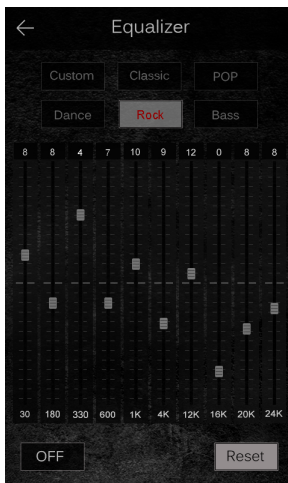 Equalizer
Custom Classic POP
Dance Rock Bass
8 8 4 7 10 9 12 0 8 8
30 180 330 600 1K 4K 12K 16K 20K 24K
OFF Reset